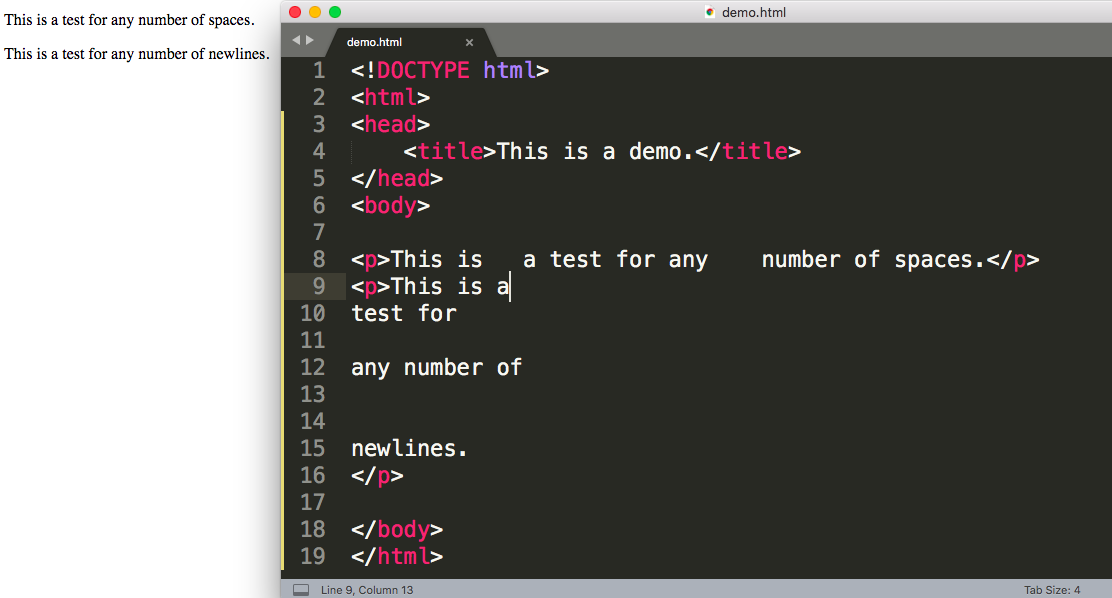 This is a test for any number of spaces.
This is a test for any number of newlines.
demo.html
demo.html ×
1 <!DOCTYPE html>
2 <html>
3 <head>
4     <title>This is a demo.</title>
5 </head>
6 <body>
7
8 <p>This is   a test for any    number of spaces.</p>
9 <p>This is a
10 test for
11
12 any number of
13
14
15 newlines.
16 </p>
17
18 </body>
19 </html>
Line 9, Column 13
Tab Size: 4